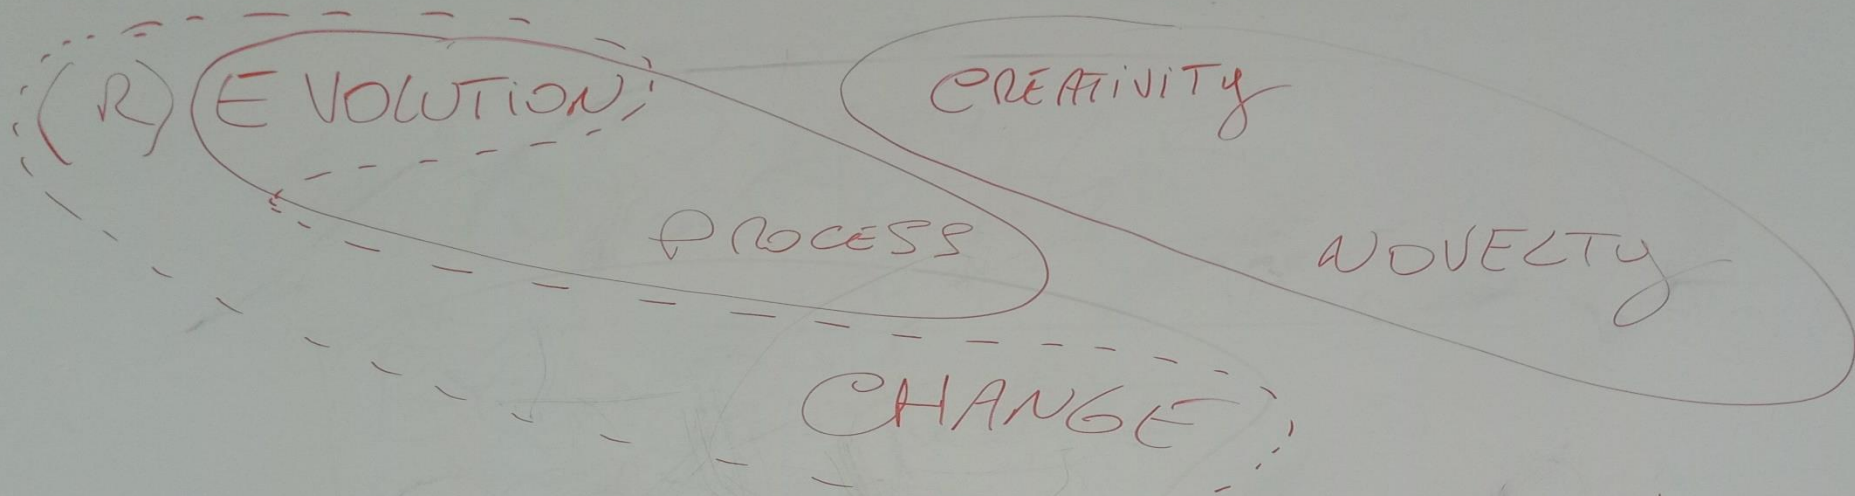 (R) EVOLUTION
CREATIVITY
PROCESS
NOVELTY
CHANGE